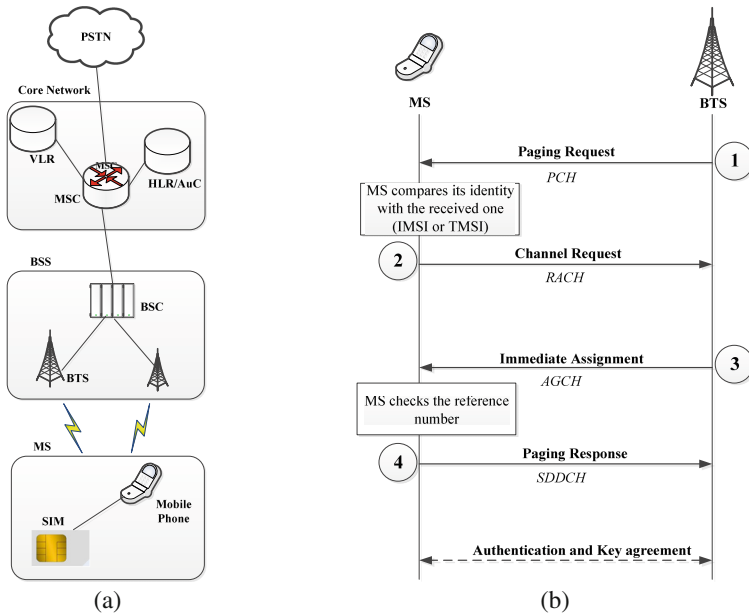 PSTN
Core Network
VLR
MSC
HLR/AuC
MSC
BSS
BSC
BTS
MS
Mobile
Phone
SIM
(a)
MS
BTS
Paging Request
1
PCH
MS compares its identity
with the received one
(IMSI or TMSI)
2
Channel Request
RACH
Immediate Assignment
3
AGCH
MS checks the reference
number
4
Paging Response
SDDCH
Authentication and Key agreement
(b)